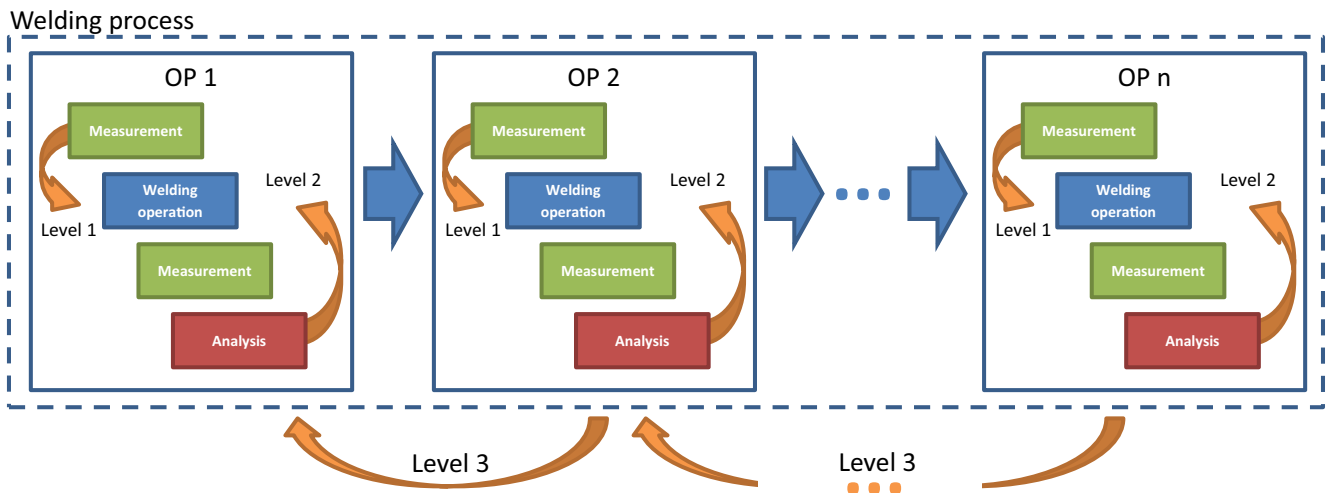 Welding process
OP 1
Measurement
Welding
operation
Level 2
Level 1
Measurement
Analysis
OP 2
Measurement
Welding
operation
Level 2
Level 1
Measurement
Analysis
OP n
Measurement
Welding
operation
Level 2
Level 1
Measurement
Analysis
Level 3
Level 3